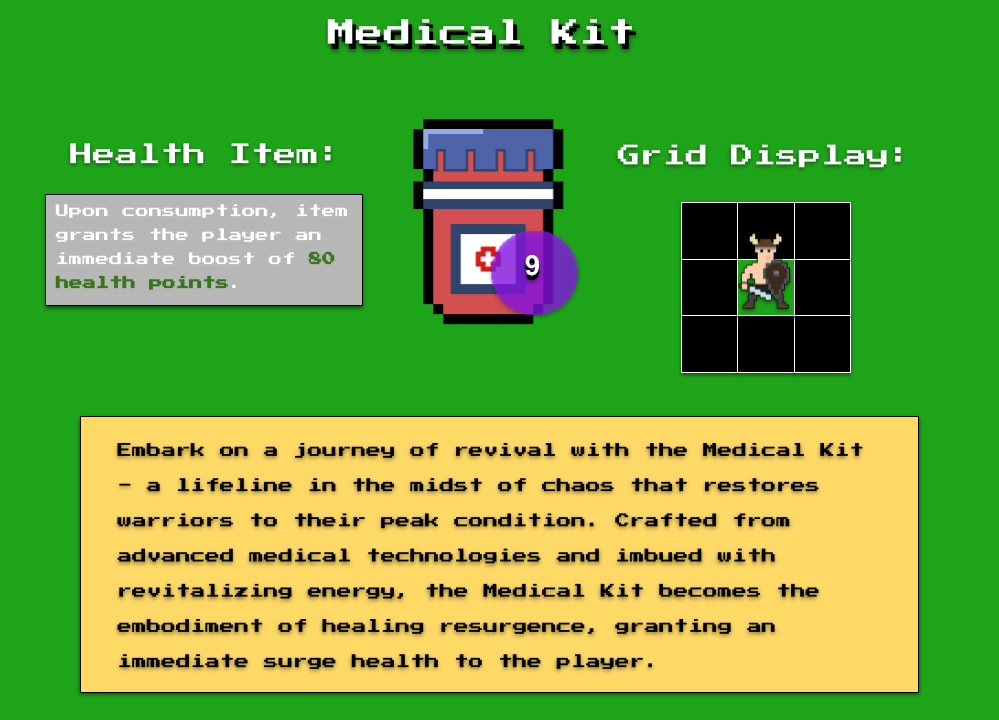 Medical Kit
Health Item:
Upon consumption, item
grants the player an
immediate boost of 80
health points.
9
Grid Display:
Embark on a journey of revival with the Medical Kit
- a lifeline in the midst of chaos that restores
warriors to their peak condition. Crafted from
advanced medical technologies and imbued with
revitalizing energy, the Medical Kit becomes the
embodiment of healing resurgence, granting an
immediate surge health to the player.